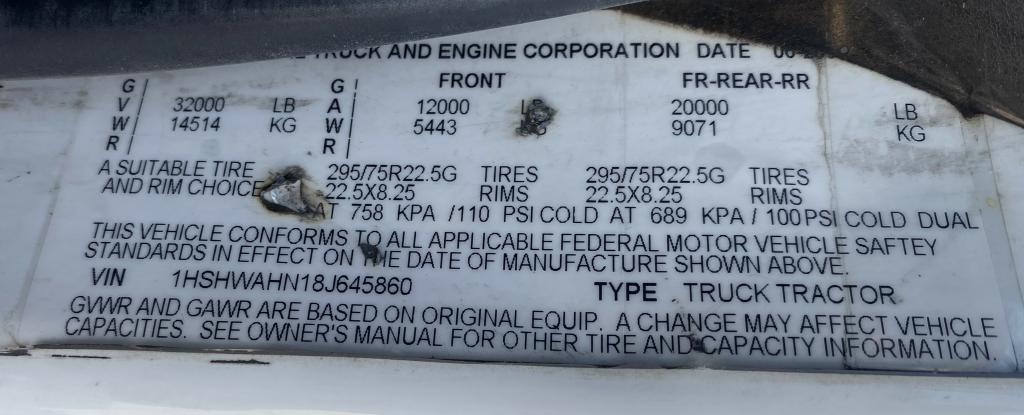 TRUCK AND ENGINE CORPORATION DATE
FRONT FR-REAR-RR
GVWR 32000 LB GAWR 12000 LB 20000 LB
14514 KG 5443 9071 KG
A SUITABLE TIRE 295/75R22.5G TIRES 295/75R22.5G TIRES
AND RIM CHOICE 22.5X8.25 RIMS 22.5X8.25 RIMS
AT 758 KPA /110 PSI COLD AT 689 KPA / 100 PSI COLD DUAL
THIS VEHICLE CONFORMS TO ALL APPLICABLE FEDERAL MOTOR VEHICLE SAFTEY
STANDARDS IN EFFECT ON THE DATE OF MANUFACTURE SHOWN ABOVE.
VIN 1HSHWAHN18J645860 TYPE TRUCK TRACTOR
GVWR AND GAWR ARE BASED ON ORIGINAL EQUIP. A CHANGE MAY AFFECT VEHICLE
CAPACITIES. SEE OWNER'S MANUAL FOR OTHER TIRE AND CAPACITY INFORMATION.